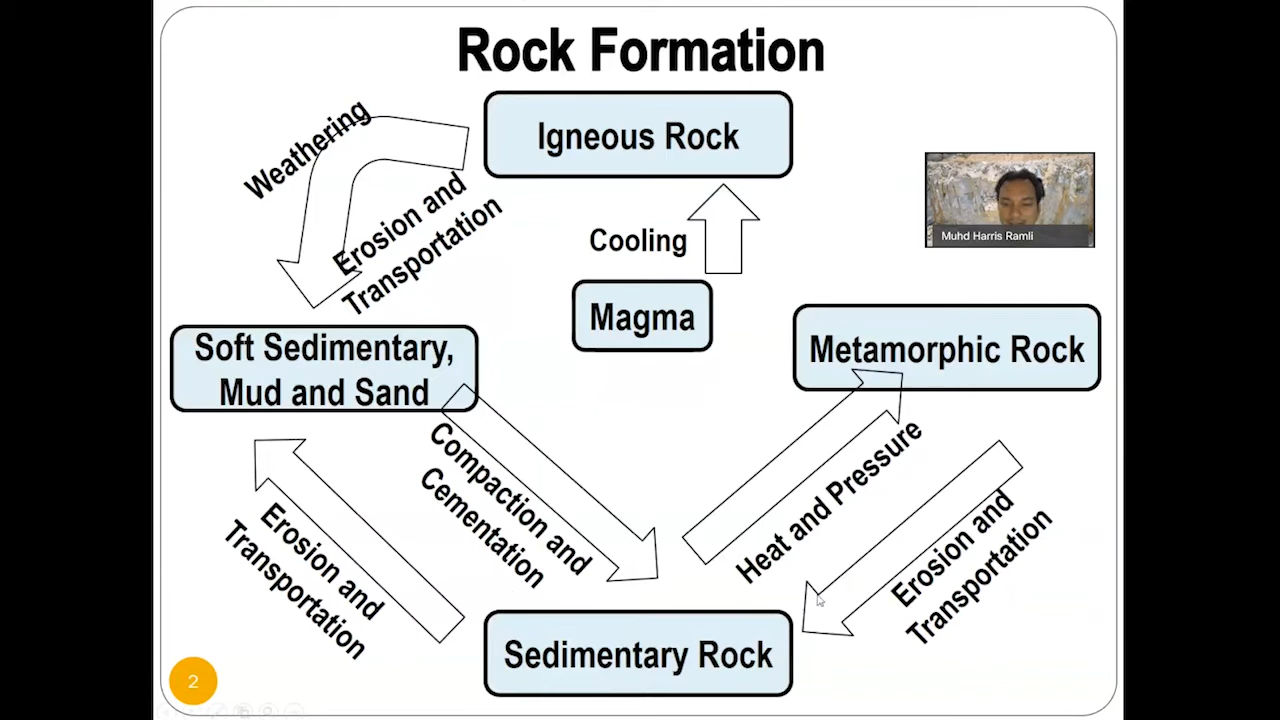 Rock Formation
Igneous Rock
Weathering
Erosion and
Transportation
Cooling
Muhd Harris Ramli
Magma
Soft Sedimentary,
Mud and Sand
Metamorphic Rock
Compaction and
Cementation
Heat and Pressure
Erosion and
Transportation
Erosion and
Transportation
Sedimentary Rock
2